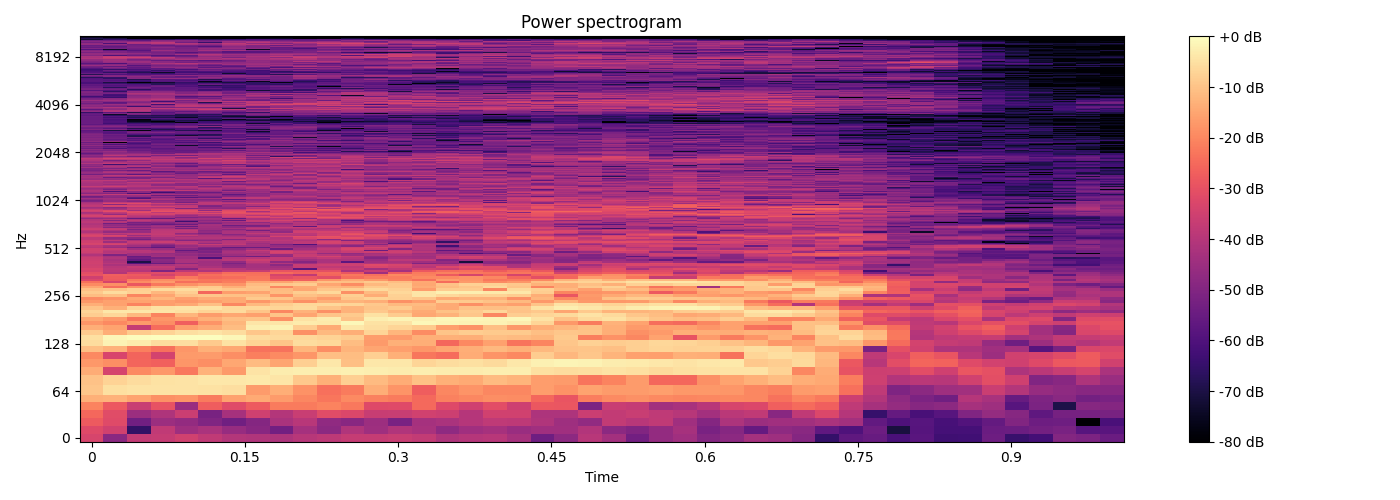 Power spectrogram
Hz
8192
4096
2048
1024
512
256
128
64
0
0 0.15 0.3 0.45 0.6 0.75 0.9
Time
+0 dB
-10 dB
-20 dB
-30 dB
-40 dB
-50 dB
-60 dB
-70 dB
-80 dB